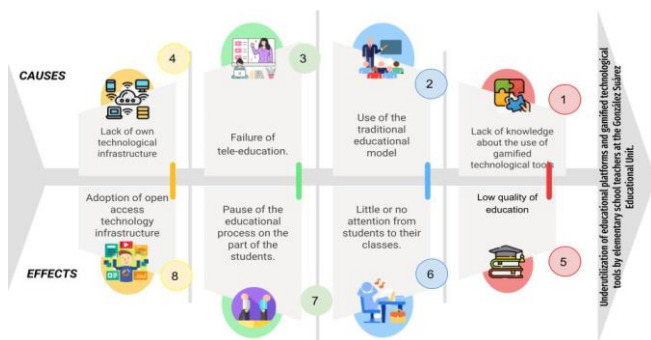 CAUSES
4
3
2
1
Lack of own
technological
infrastructure
Failure of
tele-education.
Use of the
traditional
educational
model
Lack of knowledge
about the use of
gamified
technological tools
Adoption of open
access
technology
infrastructure
Pause of the
educational
process on
the part of the
students.
Little or no
attention from
students to their
classes.
Low quality of
education
EFFECTS
8
7
6
5
Underutilization of educational platforms and gamified technological
tools by elementary school teachers at the González Suárez
Educational Unit.